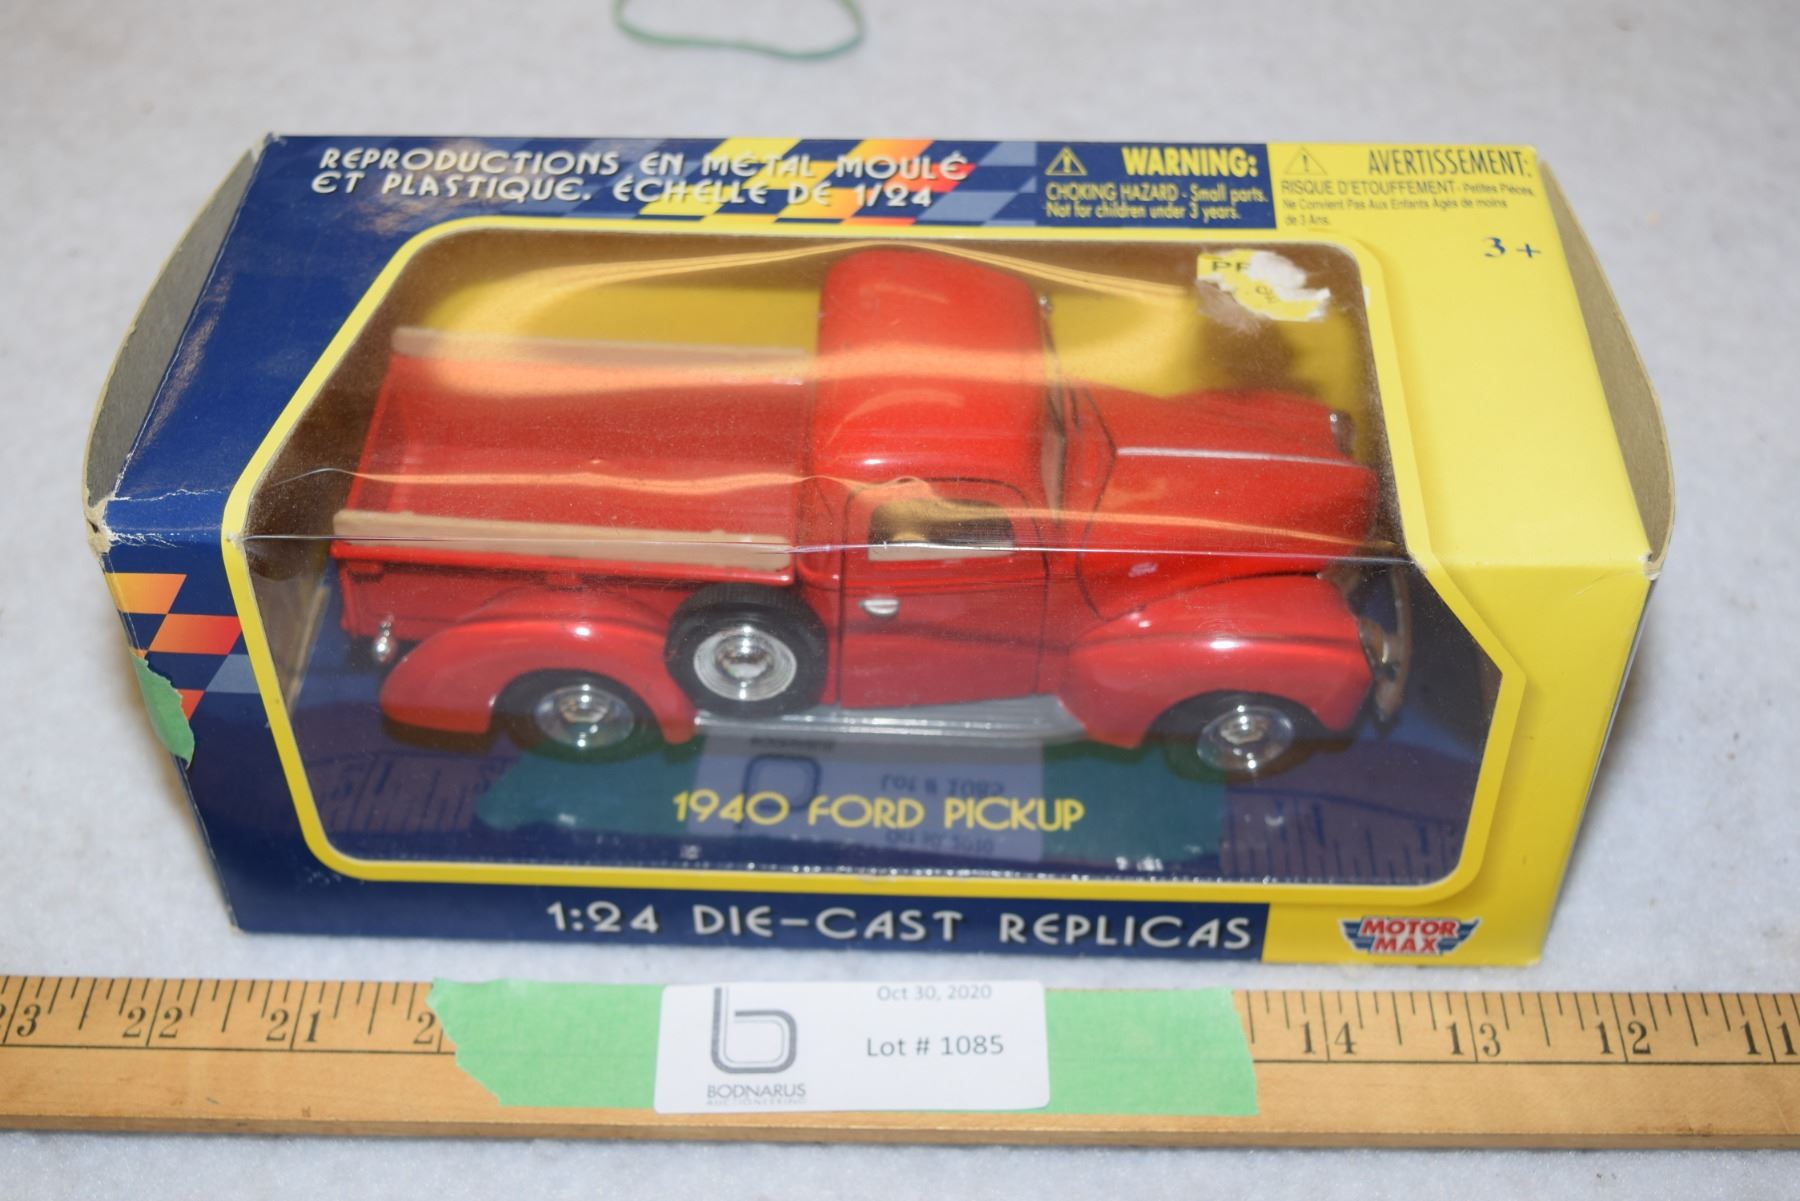 REPRODUCTIONS EN MÉTAL MOULÉ
ET PLASTIQUE. ÉCHELLE DE 1/24
WARNING:
CHOKING HAZARD - Small parts.
Not for children under 3 years.
AVERTISSEMENT:
RISQUE D'ETOUFFEMENT - Petites Pièces.
Ne Convient Pas Aux Enfants Agés de moins
de 3 Ans.
3+
Ford
1940 FORD PICKUP
1:24 DIE-CAST REPLICAS
MOTOR
MAX
23 22 21 2
14 13 12 11
Oct 30, 2020
Lot # 1085
BODNARUS
AUCTIONEERING